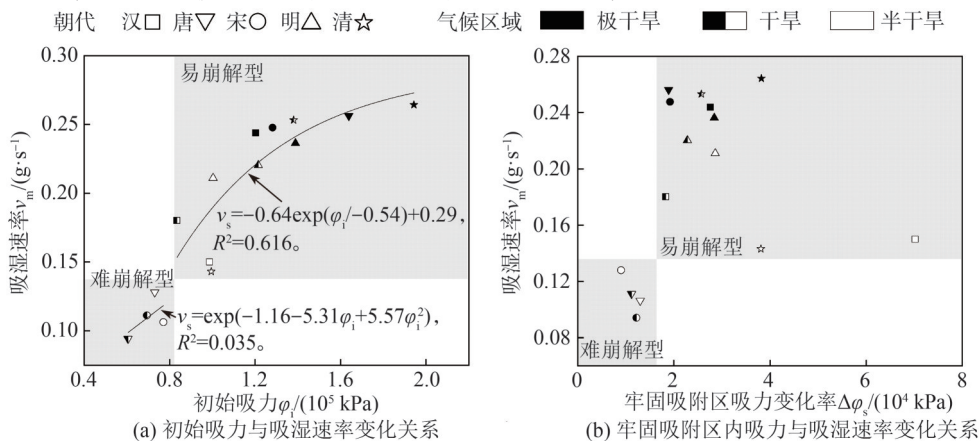 朝代 汉□ 唐▽ 宋○ 明△ 清☆ 气候区域 极干旱 干旱 半干旱
吸湿速率vm/(g·s⁻¹)
0.30
0.25
0.20
0.15
0.10
易崩解型
vs=−0.64exp(φi/−0.54)+0.29，
R²=0.616。
难崩解型
vs=exp(−1.16−5.31φi+5.57φi²)，
R²=0.035。
0.4 0.8 1.2 1.6 2.0
初始吸力φi/(10⁵ kPa)
(a) 初始吸力与吸湿速率变化关系
吸湿速率vm/(g·s⁻¹)
0.28
0.24
0.20
0.16
0.12
0.08
易崩解型
难崩解型
0 2 4 6 8
牢固吸附区吸力变化率Δφs/(10⁴ kPa)
(b) 牢固吸附区内吸力与吸湿速率变化关系